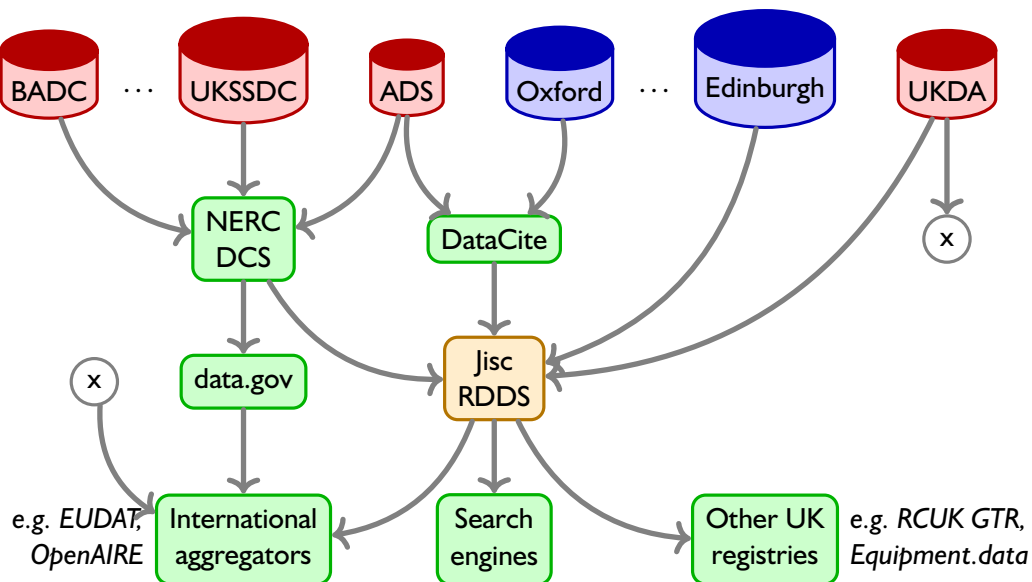 BADC
...
UKSSDC
ADS
Oxford
...
Edinburgh
UKDA
NERC
DCS
DataCite
x
x
data.gov
Jisc
RDDS
e.g. EUDAT,
OpenAIRE
International
aggregators
Search
engines
Other UK
registries
e.g. RCUK GTR,
Equipment.data